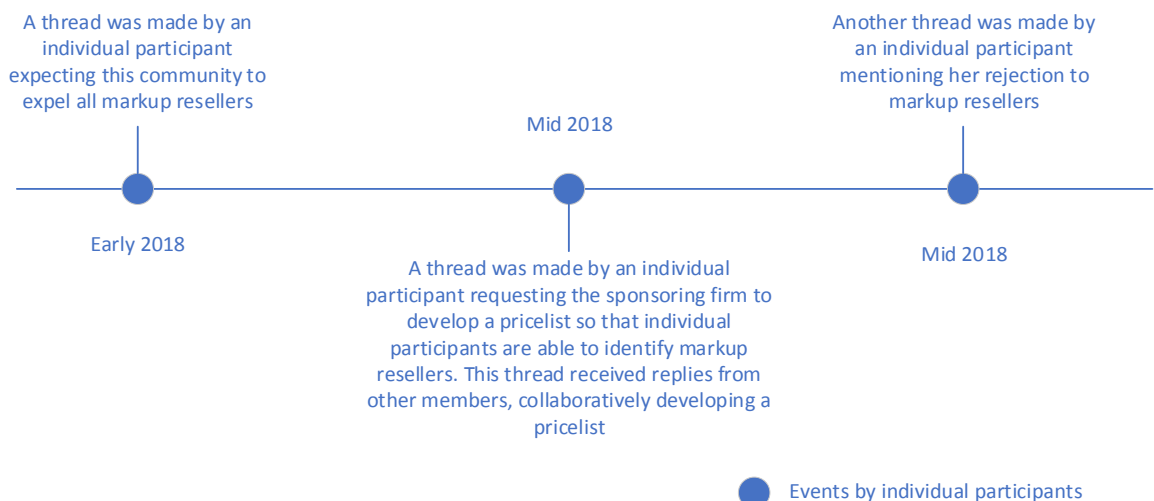 A thread was made by an
individual participant
expecting this community to
expel all markup resellers
Early 2018
Mid 2018
A thread was made by an individual
participant requesting the sponsoring firm to
develop a pricelist so that individual
participants are able to identify markup
resellers. This thread received replies from
other members, collaboratively developing a
pricelist
Another thread was made by
an individual participant
mentioning her rejection to
markup resellers
Mid 2018
Events by individual participants